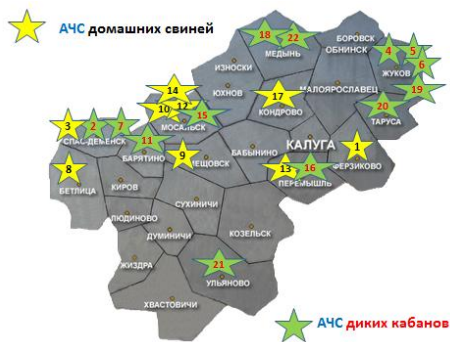 АЧС домашних свиней
18
22
МЕДЫНЬ
БОРОВСК
ОБНИНСК
4
5
6
ЖУКОВ
ИЗНОСКИ
14
ЮХНОВ
17
КОНДРОВО
МАЛОЯРОСЛАВЕЦ
19
10
12
15
МОСАЛЬСК
20
ТАРУСА
3
2
7
СПАС-ДЕМЕНСК
11
БАРЯТИНО
9
МЕЩОВСК
БАБЫНИНО
КАЛУГА
1
ФЕРЗИКОВО
8
БЕТЛИЦА
КИРОВ
13
16
ПЕРЕМЫШЛЬ
СУХИНИЧИ
ЛЮДИНОВО
ДУМИНИЧИ
КОЗЕЛЬСК
ЖИЗДРА
21
УЛЬЯНОВО
ХВАСТОВИЧИ
АЧС диких кабанов